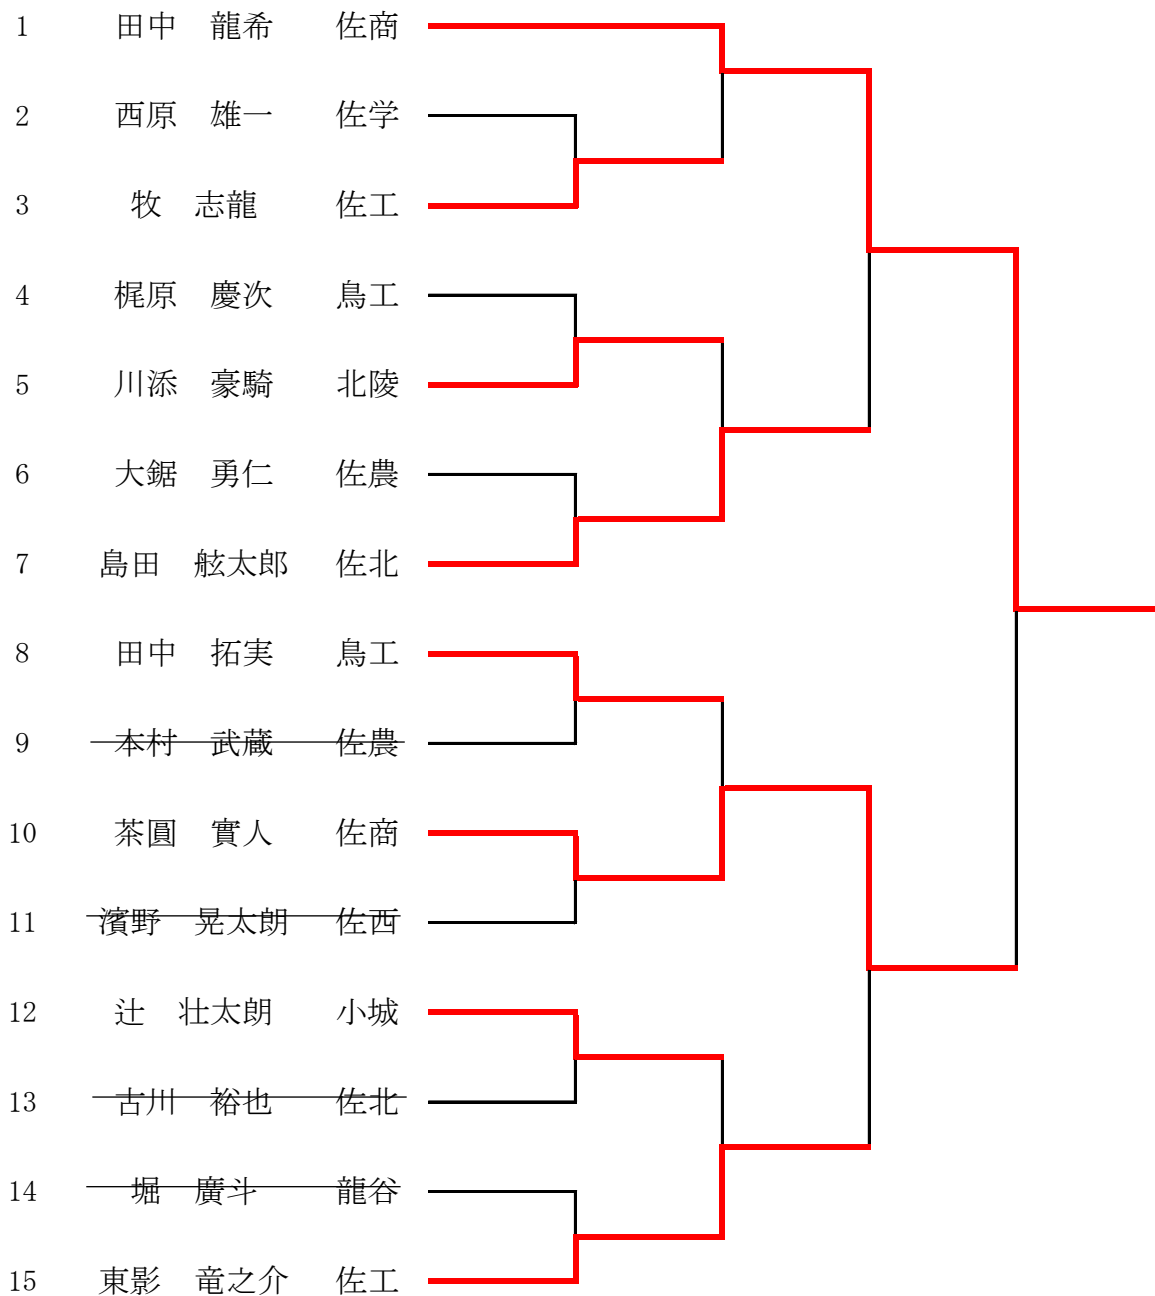 1 田中 龍希 佐商
2 西原 雄一 佐学
3 牧 志龍 佐工
4 梶原 慶次 鳥工
5 川添 豪騎 北陵
6 大鋸 勇仁 佐農
7 島田 舷太郎 佐北
8 田中 拓実 鳥工
9 本村 武蔵 佐農
10 茶圓 實人 佐商
11 濱野 晃太朗 佐西
12 辻 壮太朗 小城
13 古川 裕也 佐北
14 堀 廣斗 龍谷
15 東影 竜之介 佐工